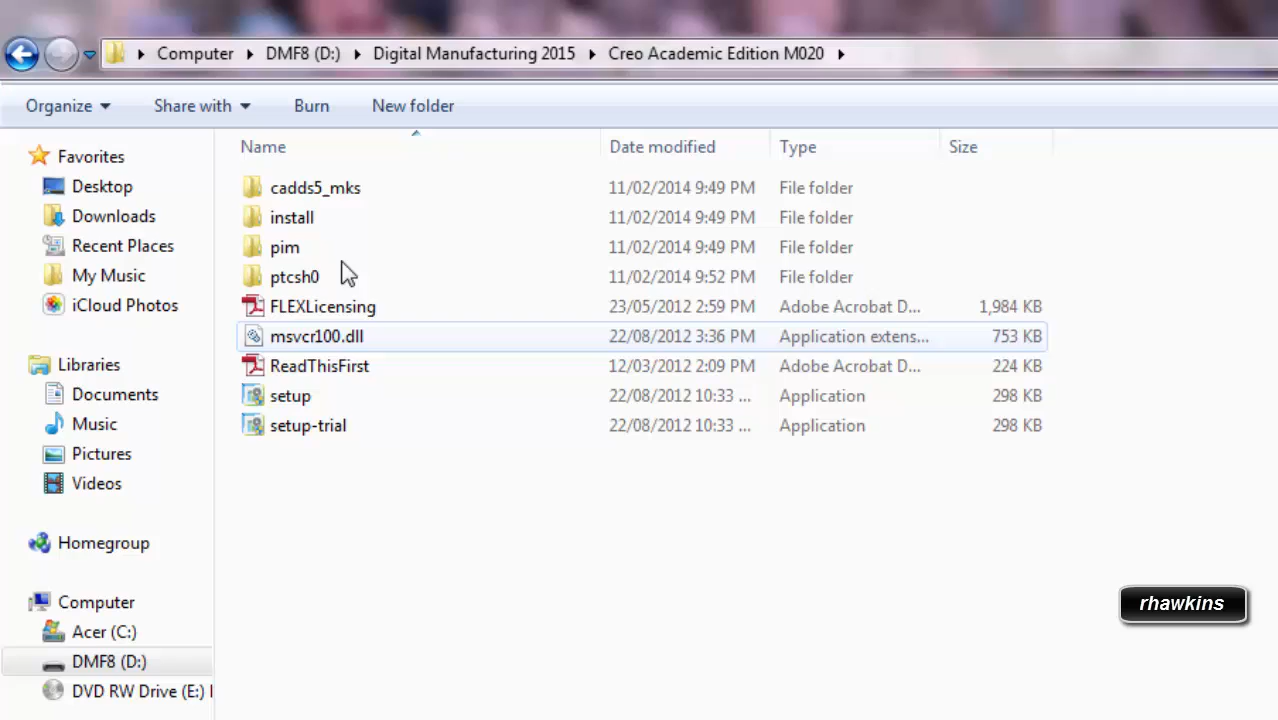 Computer DMF8 (D:) Digital Manufacturing 2015 Creo Academic Edition M020
Organize Share with Burn New folder
Name Date modified Type Size
Favorites
Desktop
Downloads
Recent Places
My Music
iCloud Photos
Libraries
Documents
Music
Pictures
Videos
Homegroup
Computer
Acer (C:)
DMF8 (D:)
DVD RW Drive (E:)
cadds5_mks 11/02/2014 9:49 PM File folder
install 11/02/2014 9:49 PM File folder
pim 11/02/2014 9:49 PM File folder
ptcsh0 11/02/2014 9:52 PM File folder
FLEXLicensing 23/05/2012 2:59 PM Adobe Acrobat D... 1,984 KB
msvcr100.dll 22/08/2012 3:36 PM Application extens... 753 KB
ReadThisFirst 12/03/2012 2:09 PM Adobe Acrobat D... 224 KB
setup 22/08/2012 10:33 ... Application 298 KB
setup-trial 22/08/2012 10:33 ... Application 298 KB
rhawkins